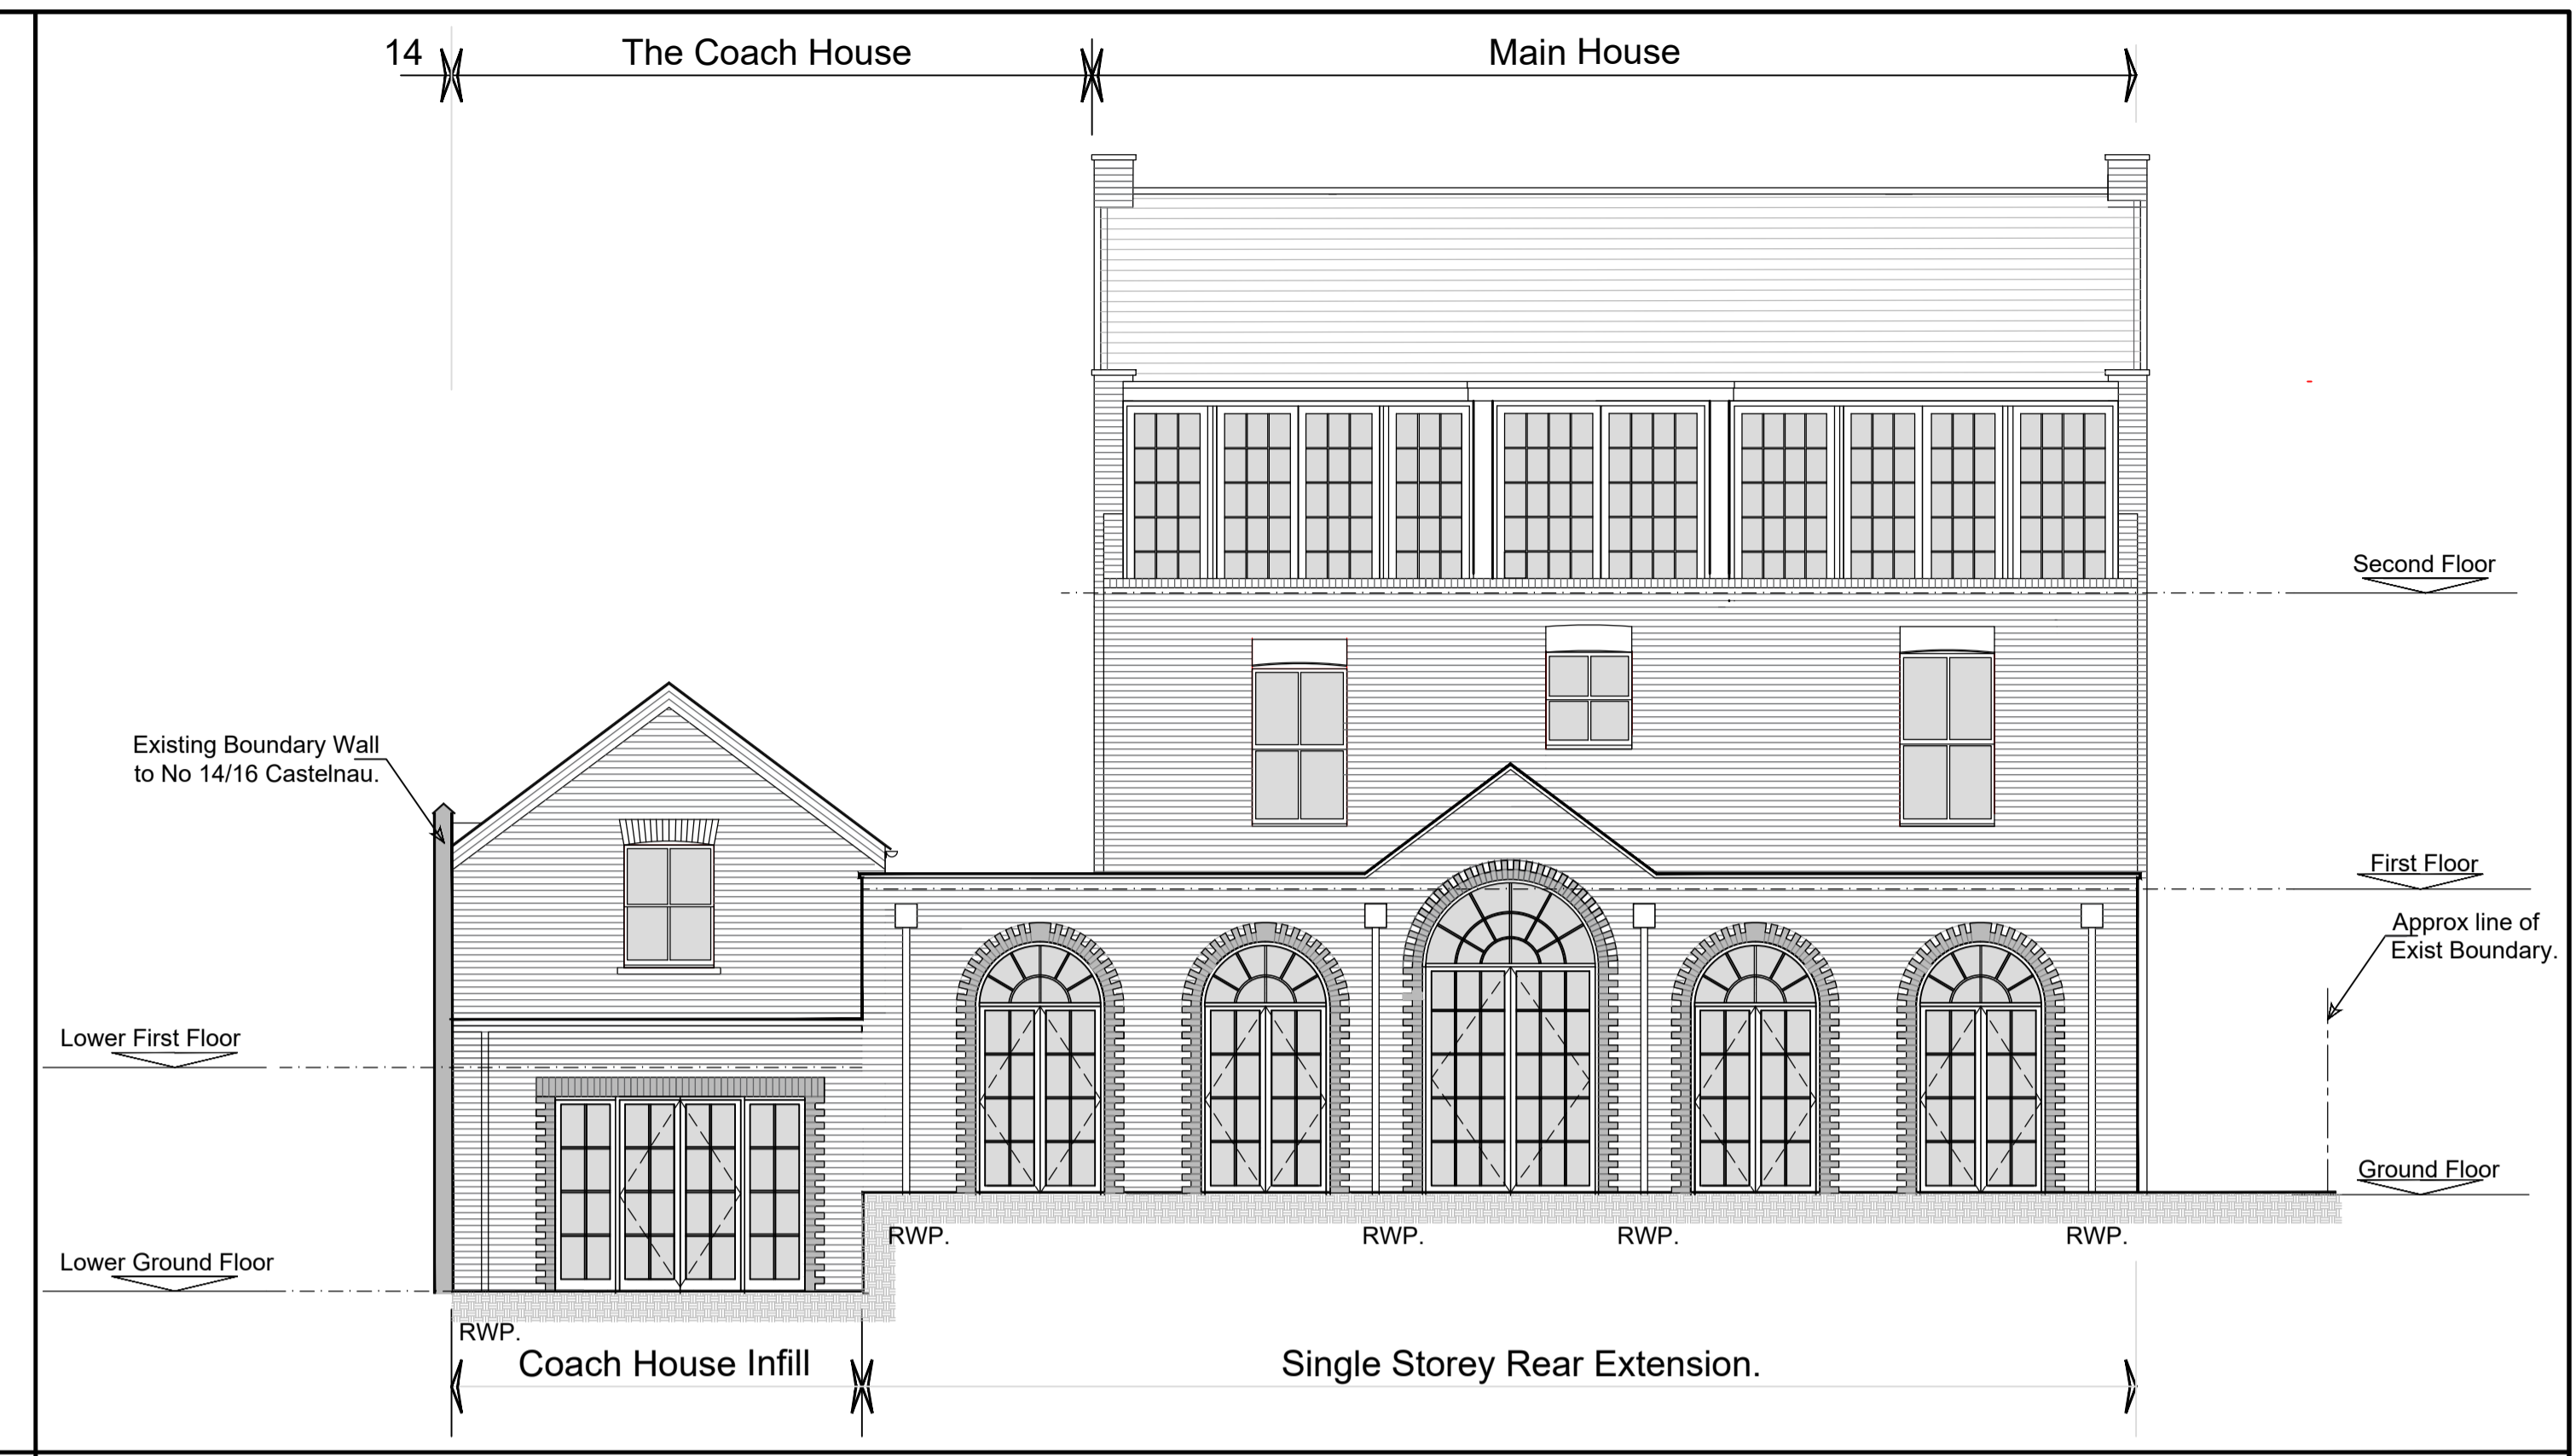 14
The Coach House
Main House
Second Floor
Existing Boundary Wall
to No 14/16 Castelnau.
First Floor
Approx line of
Exist Boundary.
Lower First Floor
Ground Floor
RWP.
RWP.
RWP.
RWP.
Lower Ground Floor
RWP.
Coach House Infill
Single Storey Rear Extension.